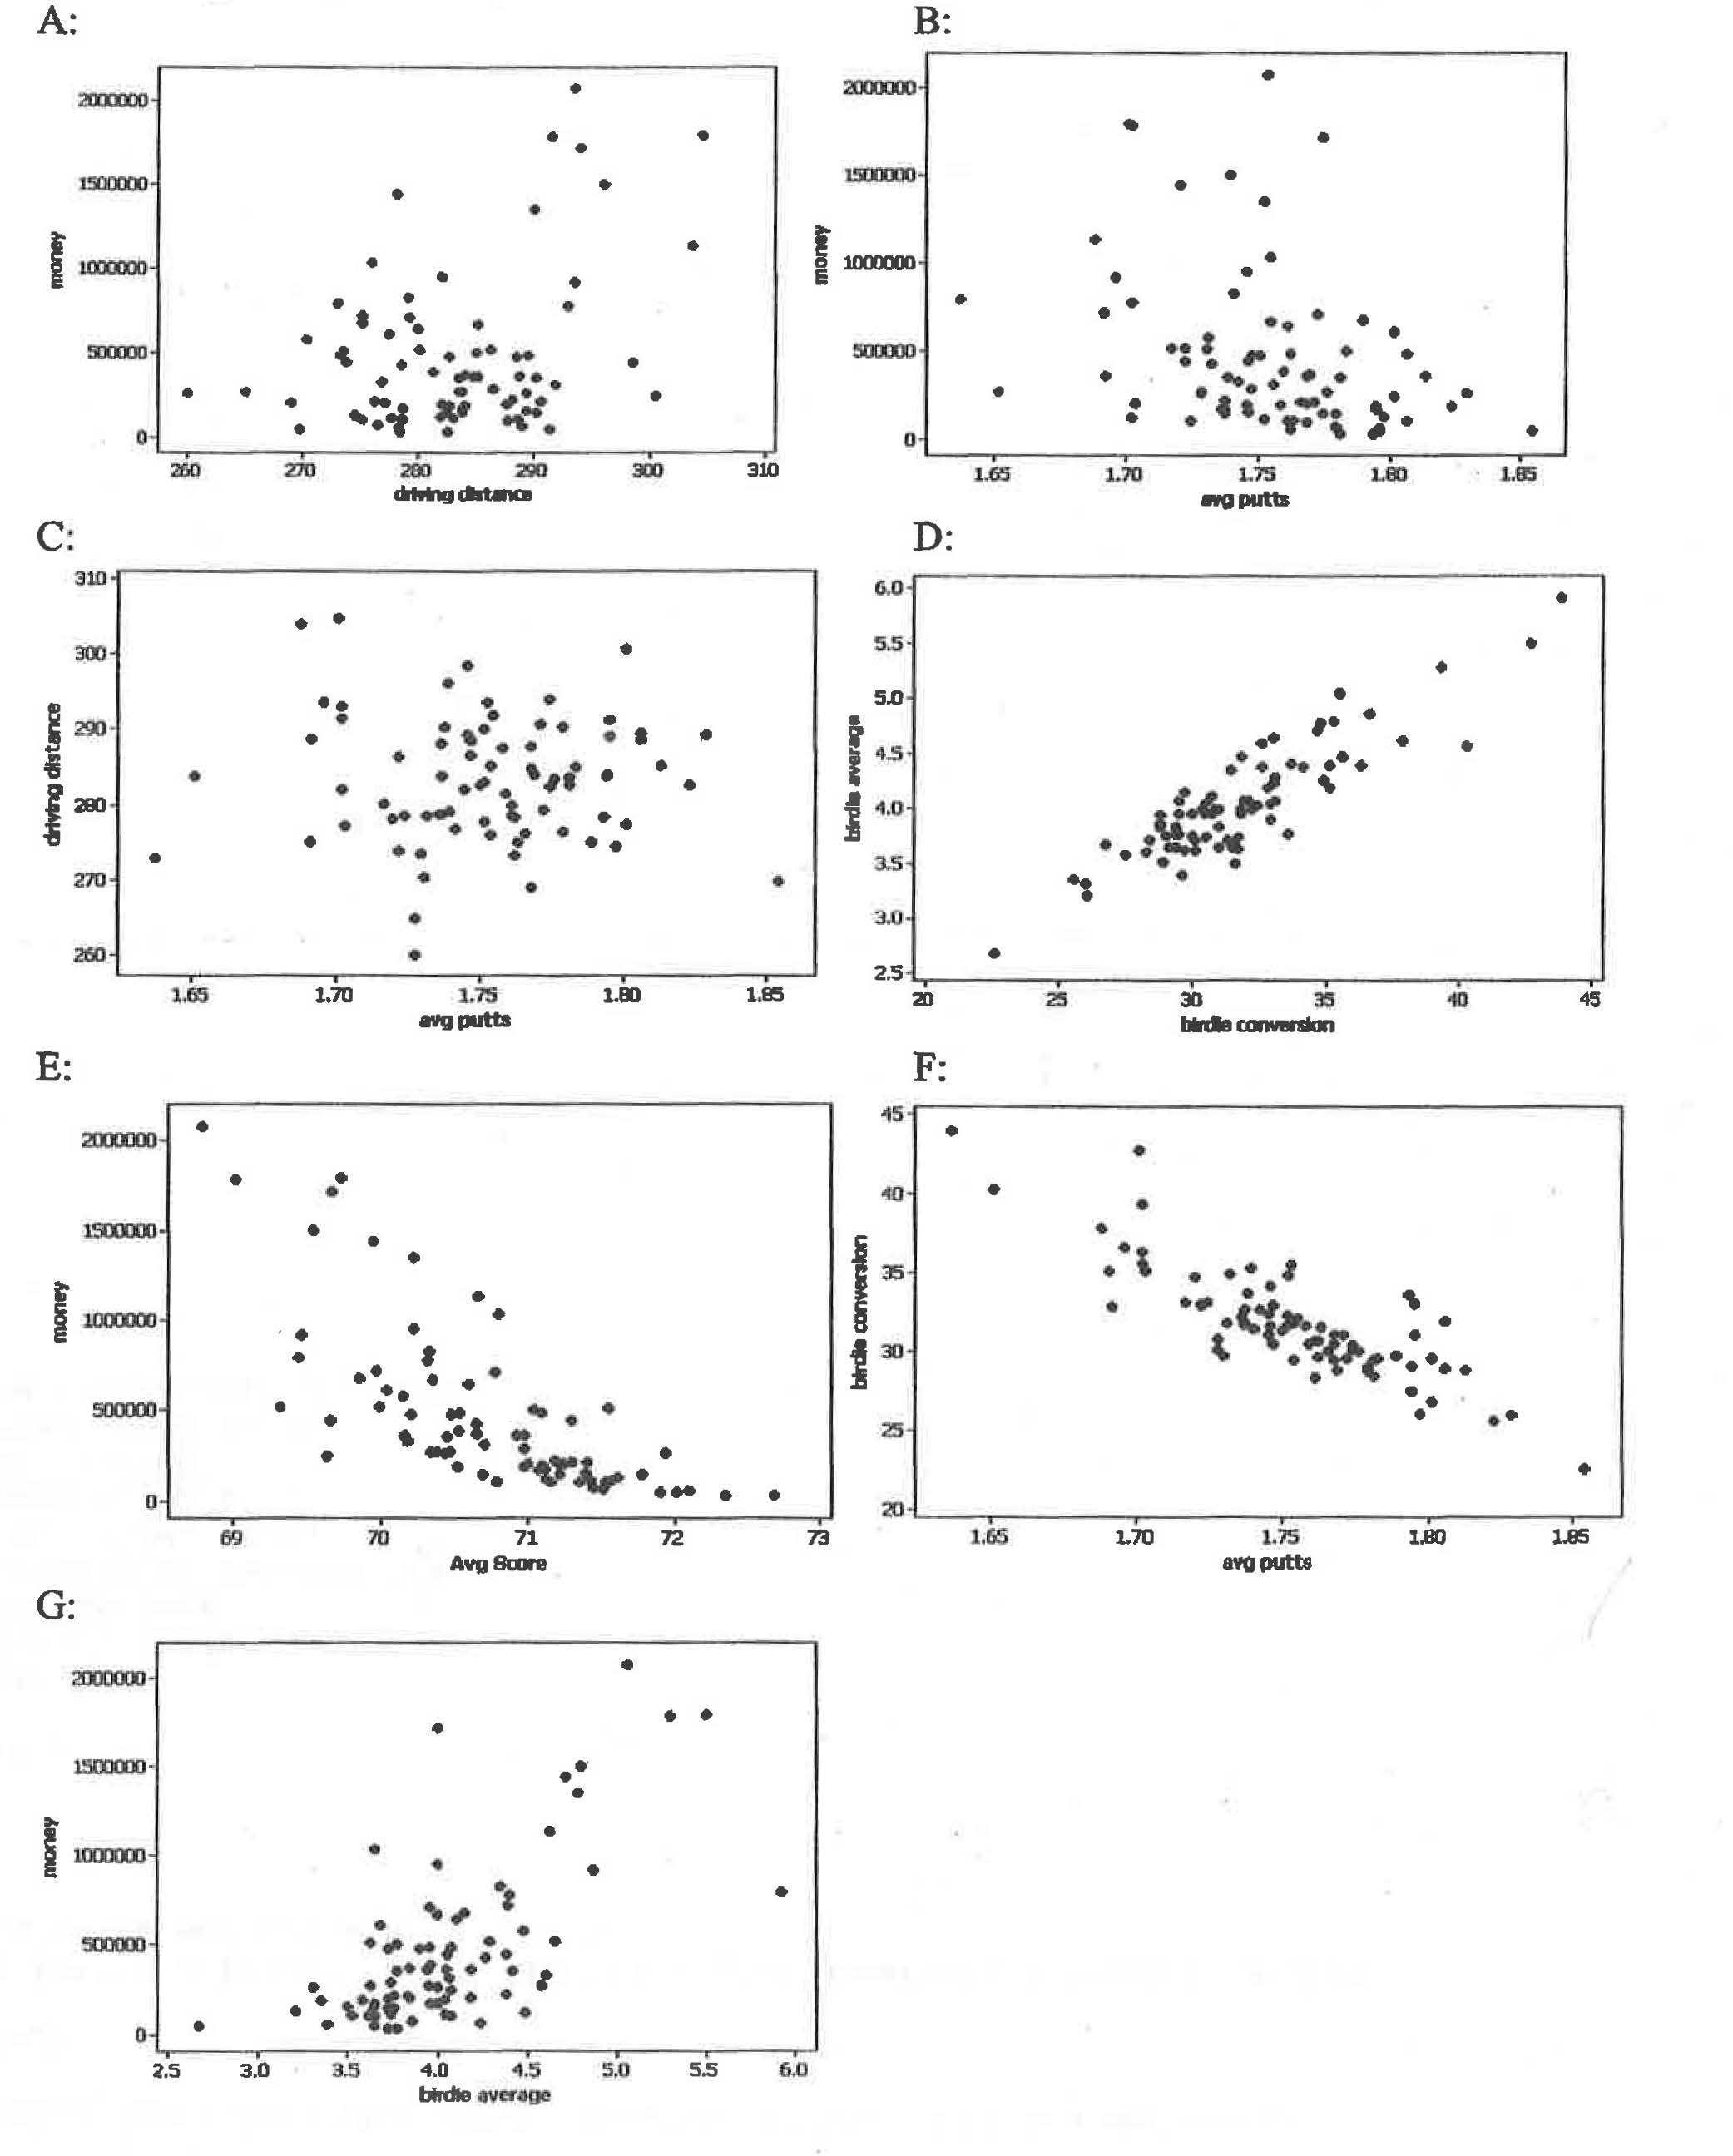 A:
2000000
1500000
1000000
500000
0
money
260 270 280 290 300 310
driving distance
B:
2000000
1500000
1000000
500000
0
money
1.65 1.70 1.75 1.80 1.85
avg putts
C:
310
300
290
280
270
260
driving distance
1.65 1.70 1.75 1.80 1.85
avg putts
D:
6.0
5.5
5.0
4.5
4.0
3.5
3.0
2.5
birdie average
20 25 30 35 40 45
birdie conversion
E:
2000000
1500000
1000000
500000
0
money
69 70 71 72 73
Avg Score
F:
45
40
35
30
25
20
birdie conversion
1.65 1.70 1.75 1.80 1.85
avg putts
G:
2000000
1500000
1000000
500000
0
money
2.5 3.0 3.5 4.0 4.5 5.0 5.5 6.0
birdie average